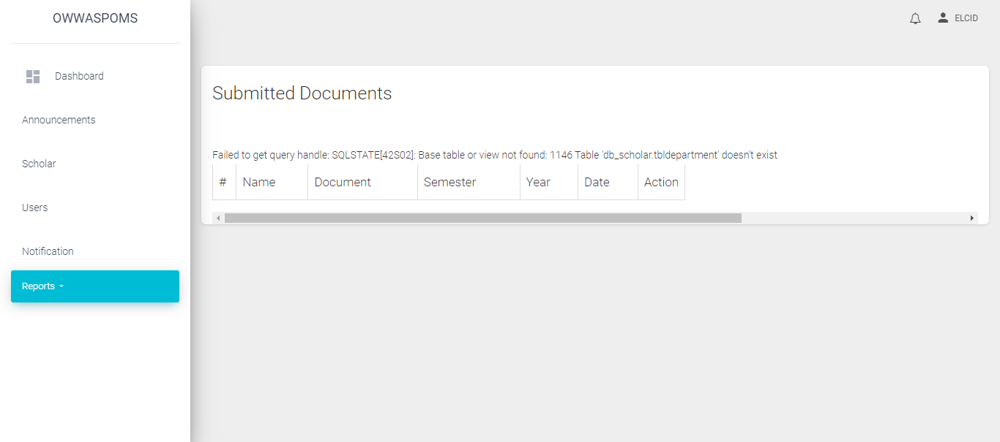 OWWASPOMS
ELCID
Dashboard
Announcements
Scholar
Users
Notification
Reports
Submitted Documents
Failed to get query handle: SQLSTATE[42S02]: Base table or view not found: 1146 Table 'db_scholar.tbldepartment' doesn't exist
# Name Document Semester Year Date Action